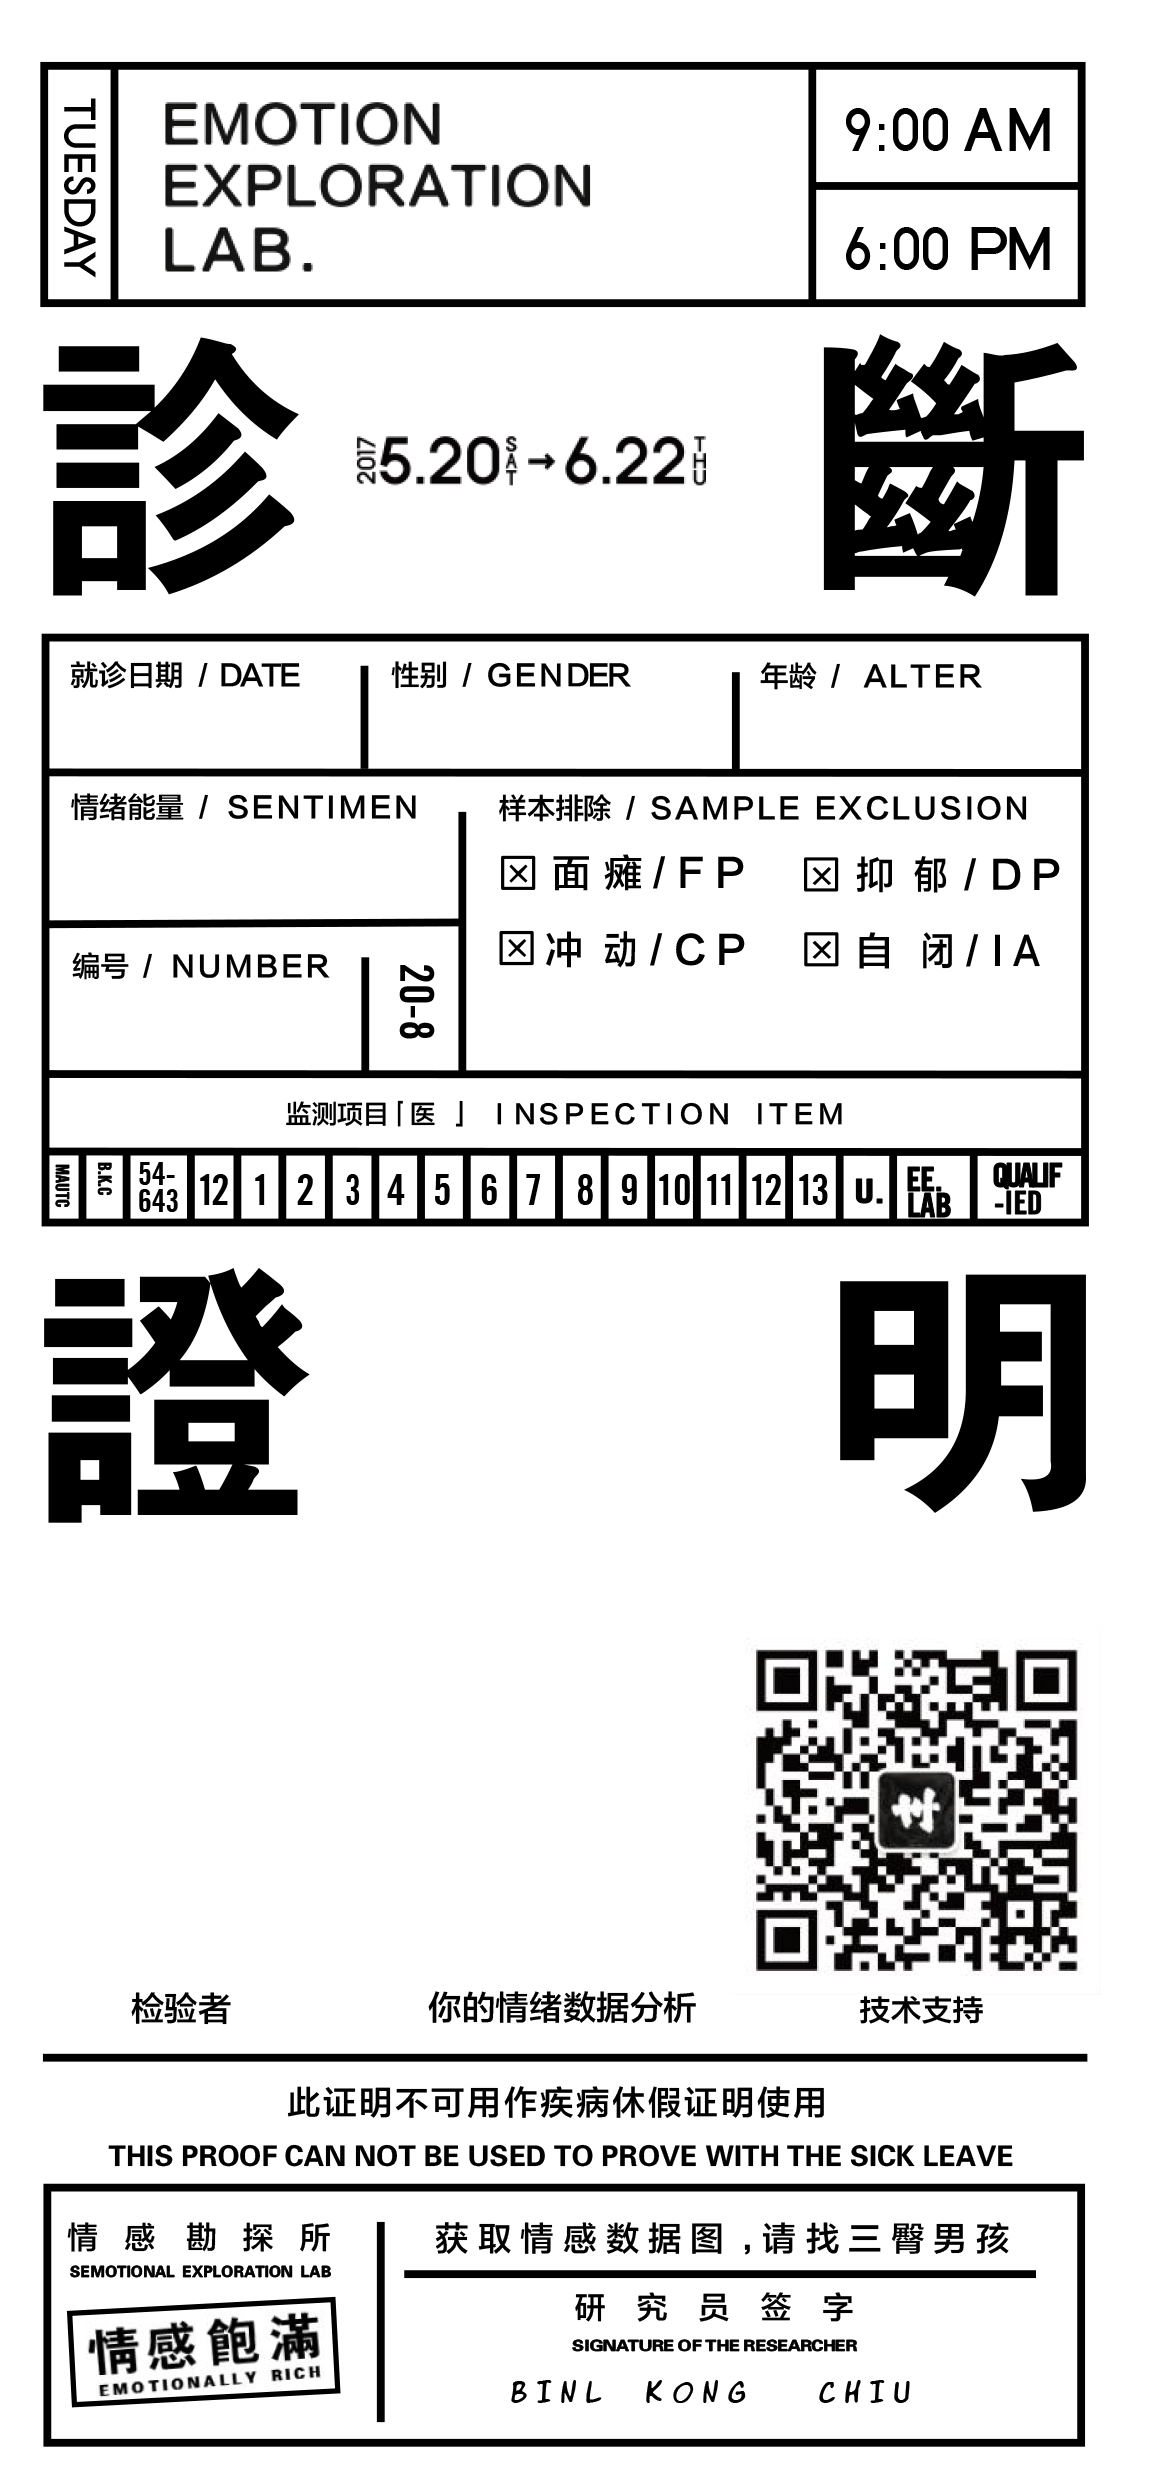 TUESDAY
EMOTION
EXPLORATION
LAB.
9:00 AM
6:00 PM
診 斷
2017 5.20 SAT → 6.22 THU
就诊日期 / DATE
性别 / GENDER
年龄 / ALTER
情绪能量 / SENTIMEN
样本排除 / SAMPLE EXCLUSION
☒ 面瘫/FP ☒ 抑郁/DP
☒ 冲动/CP ☒ 自闭/IA
编号 / NUMBER
20-8
监测项目「医」 INSPECTION ITEM
MAUTC B.K.C 54-643 12 1 2 3 4 5 6 7 8 9 10 11 12 13 U. EE.LAB QUALIF-IED
證 明
检验者 你的情绪数据分析 技术支持
此证明不可用作疾病休假证明使用
THIS PROOF CAN NOT BE USED TO PROVE WITH THE SICK LEAVE
情感勘探所
SEMOTIONAL EXPLORATION LAB
情感飽滿
EMOTIONALLY RICH
获取情感数据图,请找三臀男孩
研究员签字
SIGNATURE OF THE RESEARCHER
BINL KONG CHIU